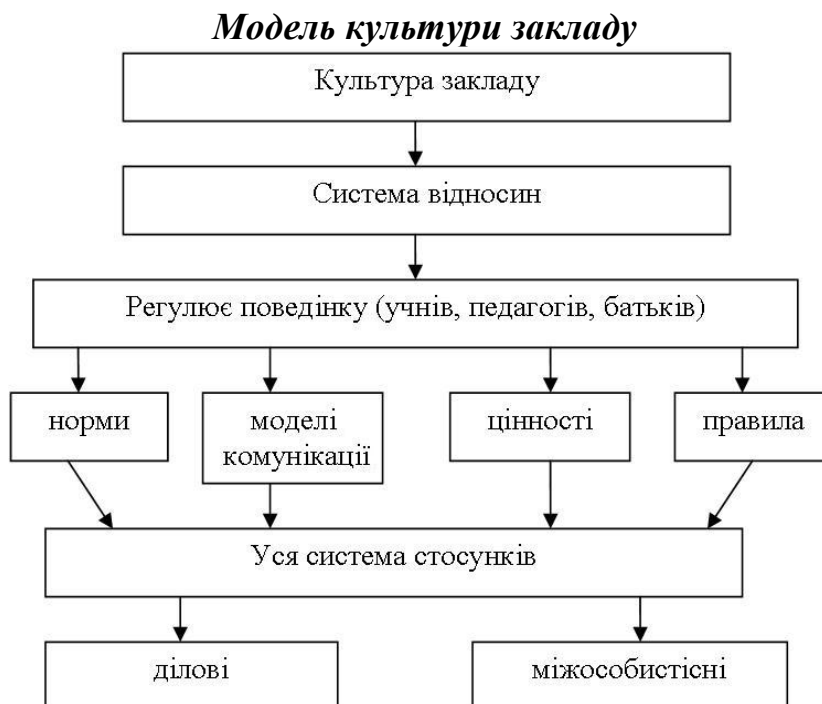 Модель культури закладу
Культура закладу
Система відносин
Регулює поведінку (учнів, педагогів, батьків)
норми
моделі
комунікації
цінності
правила
Уся система стосунків
ділові
міжособистісні